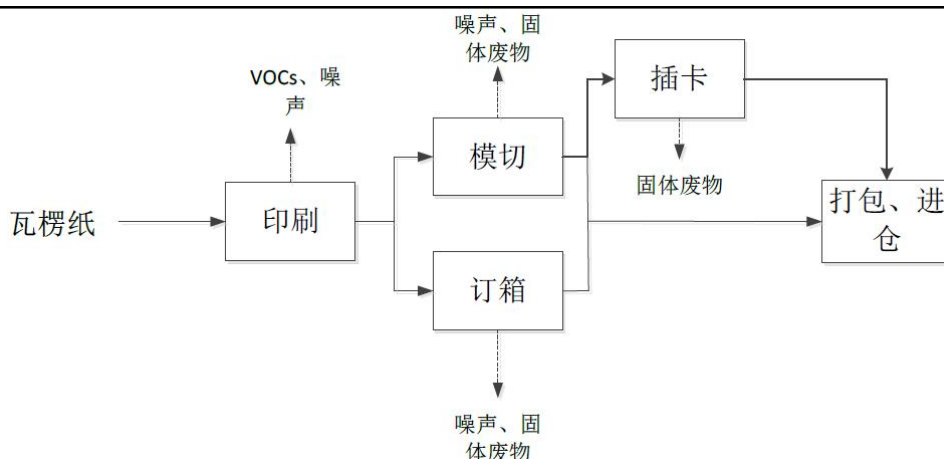 噪声、固
体废物
VOCs、噪
声
插卡
模切
固体废物
瓦楞纸
印刷
打包、进
仓
订箱
噪声、固
体废物